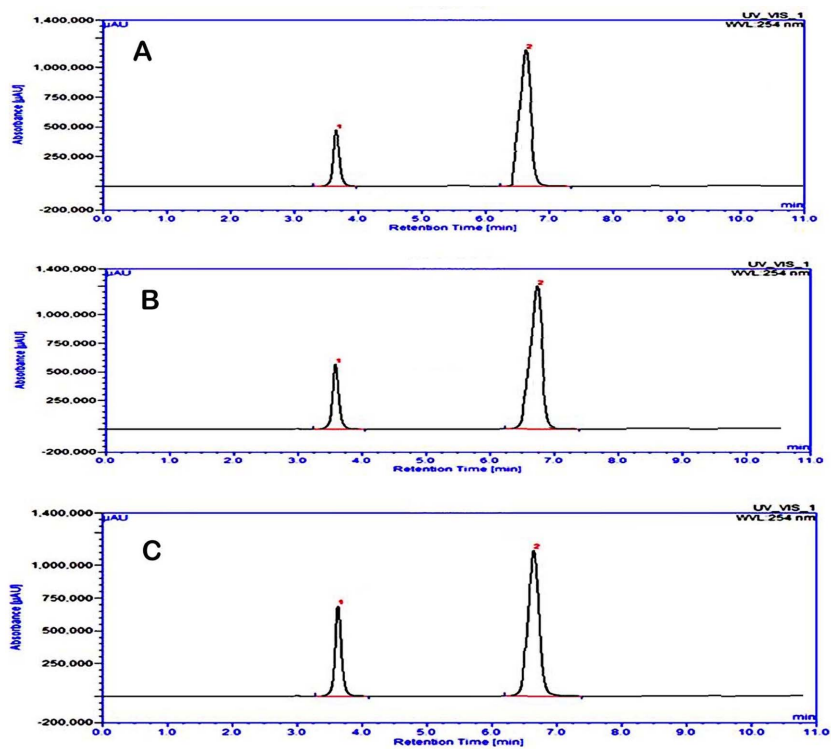 UV_VIS_1
1,400,000
µAU
WVL:254 nm
A
2
1,000,000
750,000
1
500,000
250,000
-200,000
min
0.0 1.0 2.0 3.0 4.0 5.0 6.0 7.0 8.0 9.0 10.0 11.0
Retention Time [min]
Absorbance [µAU]
UV_VIS_1
1,400,000
µAU
WVL:254 nm
B
2
1,000,000
750,000
1
500,000
250,000
-200,000
min
0.0 1.0 2.0 3.0 4.0 5.0 6.0 7.0 8.0 9.0 10.0 11.0
Retention Time [min]
Absorbance [µAU]
UV_VIS_1
1,400,000
µAU
WVL:254 nm
C
2
1,000,000
750,000
1
500,000
250,000
-200,000
min
0.0 1.0 2.0 3.0 4.0 5.0 6.0 7.0 8.0 9.0 10.0 11.0
Retention Time [min]
Absorbance [µAU]